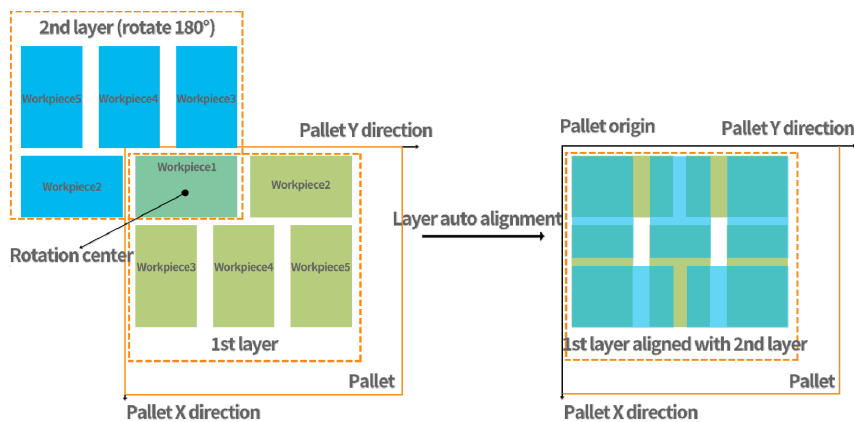 2nd layer (rotate 180°)
Workpiece5
Workpiece4
Workpiece3
Pallet Y direction
Workpiece1
Workpiece2
Workpiece2
Rotation center
Workpiece3
Workpiece4
Workpiece5
1st layer
Pallet
Pallet X direction
Layer auto alignment
Pallet origin
Pallet Y direction
1st layer aligned with 2nd layer
Pallet
Pallet X direction